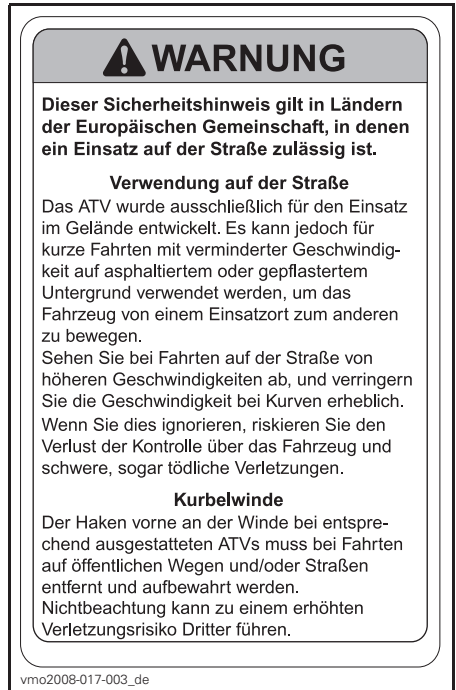 WARNUNG
Dieser Sicherheitshinweis gilt in Ländern
der Europäischen Gemeinschaft, in denen
ein Einsatz auf der Straße zulässig ist.
Verwendung auf der Straße
Das ATV wurde ausschließlich für den Einsatz
im Gelände entwickelt. Es kann jedoch für
kurze Fahrten mit verminderter Geschwindig-
keit auf asphaltiertem oder gepflastertem
Untergrund verwendet werden, um das
Fahrzeug von einem Einsatzort zum anderen
zu bewegen.
Sehen Sie bei Fahrten auf der Straße von
höheren Geschwindigkeiten ab, und verringern
Sie die Geschwindigkeit bei Kurven erheblich.
Wenn Sie dies ignorieren, riskieren Sie den
Verlust der Kontrolle über das Fahrzeug und
schwere, sogar tödliche Verletzungen.
Kurbelwinde
Der Haken vorne an der Winde bei entspre-
chend ausgestatteten ATVs muss bei Fahrten
auf öffentlichen Wegen und/oder Straßen
entfernt und aufbewahrt werden.
Nichtbeachtung kann zu einem erhöhten
Verletzungsrisiko Dritter führen.
vmo2008-017-003_de